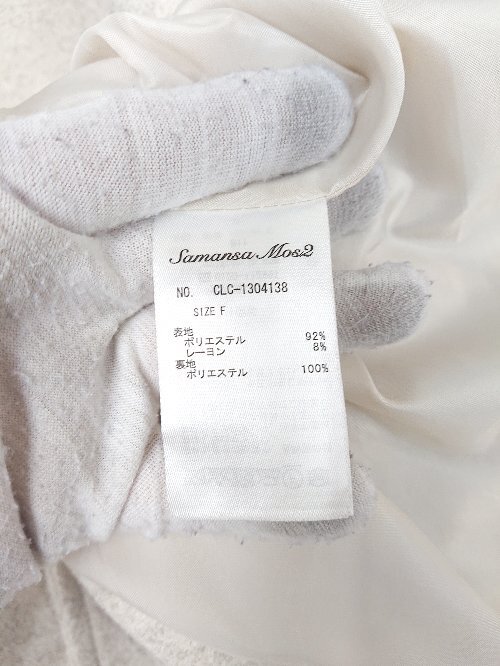 Samansa Mos2
NO. CLC-1304138
SIZE F
表地
ポリエステル 92%
レーヨン 8%
裏地
ポリエステル 100%